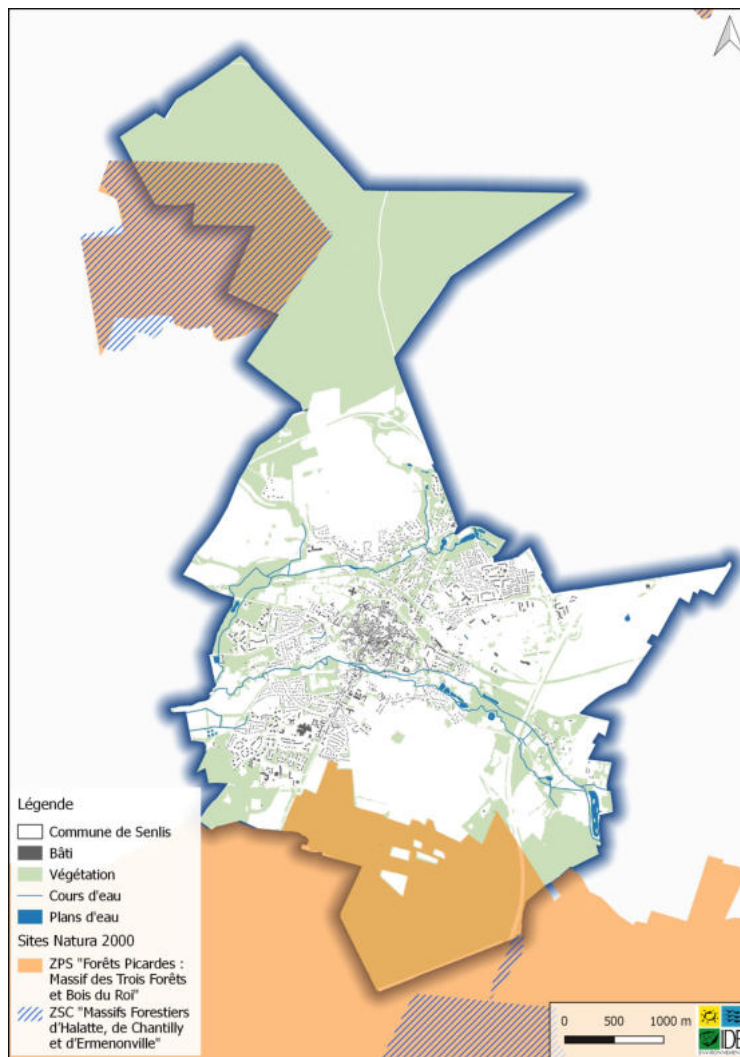 Légende
Commune de Senlis
Bâti
Végétation
Cours d'eau
Plans d'eau
Sites Natura 2000
ZPS "Forêts Picardes :
Massif des Trois Forêts
et Bois du Roi"
ZSC "Massifs Forestiers
d'Halatte, de Chantilly
et d'Ermenonville"
0 500 1000 m
IDE